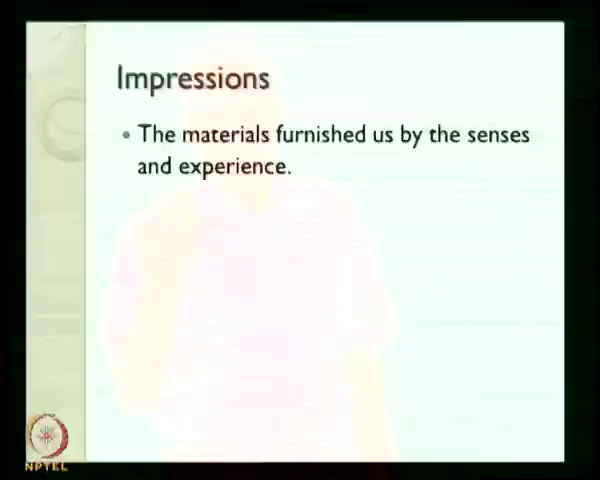 Impressions
• The materials furnished us by the senses
and experience.
NPTEL